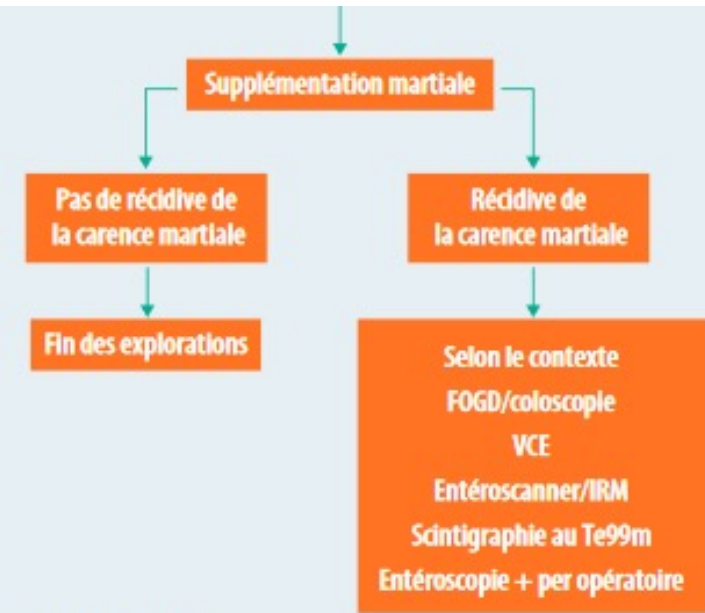 Supplémentation martiale
Pas de récidive de
la carence martiale
Récidive de
la carence martiale
Fin des explorations
Selon le contexte
FOGD/coloscopie
VCE
Entéroscanner/IRM
Scintigraphie au Te99m
Entéroscopie + per opératoire